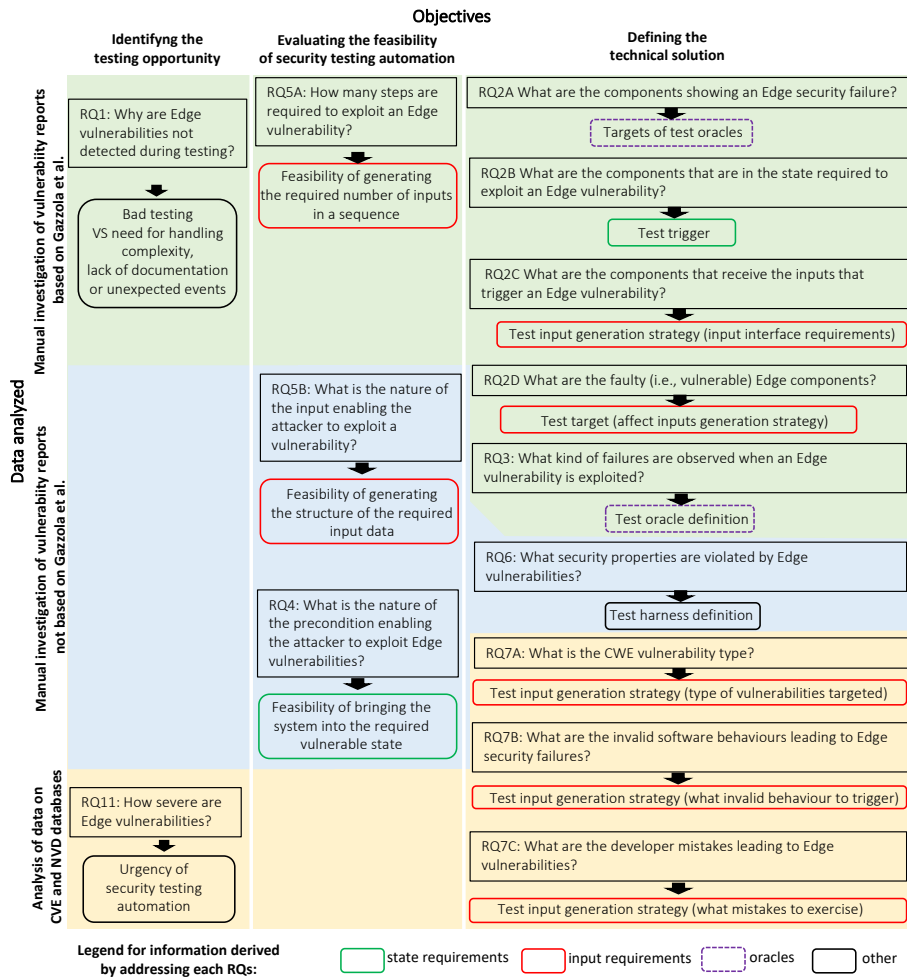 Objectives
Identifyng the
testing opportunity
Evaluating the feasibility
of security testing automation
Defining the
technical solution
Data analyzed
Manual investigation of vulnerability reports
based on Gazzola et al.
RQ1: Why are Edge
vulnerabilities not
detected during testing?
Bad testing
VS need for handling
complexity,
lack of documentation
or unexpected events
RQ5A: How many steps are
required to exploit an Edge
vulnerability?
Feasibility of generating
the required number of inputs
in a sequence
RQ2A What are the components showing an Edge security failure?
Targets of test oracles
RQ2B What are the components that are in the state required to
exploit an Edge vulnerability?
Test trigger
RQ2C What are the components that receive the inputs that
trigger an Edge vulnerability?
Test input generation strategy (input interface requirements)
RQ2D What are the faulty (i.e., vulnerable) Edge components?
Test target (affect inputs generation strategy)
RQ3: What kind of failures are observed when an Edge
vulnerability is exploited?
Test oracle definition
Manual investigation of vulnerability reports
not based on Gazzola et al.
RQ5B: What is the nature of
the input enabling the
attacker to exploit a
vulnerability?
Feasibility of generating
the structure of the required
input data
RQ4: What is the nature of
the precondition enabling
the attacker to exploit Edge
vulnerabilities?
Feasibility of bringing the
system into the required
vulnerable state
RQ6: What security properties are violated by Edge
vulnerabilities?
Test harness definition
RQ7A: What is the CWE vulnerability type?
Test input generation strategy (type of vulnerabilities targeted)
RQ7B: What are the invalid software behaviours leading to Edge
security failures?
Test input generation strategy (what invalid behaviour to trigger)
RQ7C: What are the developer mistakes leading to Edge
vulnerabilities?
Test input generation strategy (what mistakes to exercise)
Analysis of data on
CVE and NVD databases
RQ11: How severe are
Edge vulnerabilities?
Urgency of
security testing
automation
Legend for information derived
by addressing each RQs:
state requirements
input requirements
oracles
other